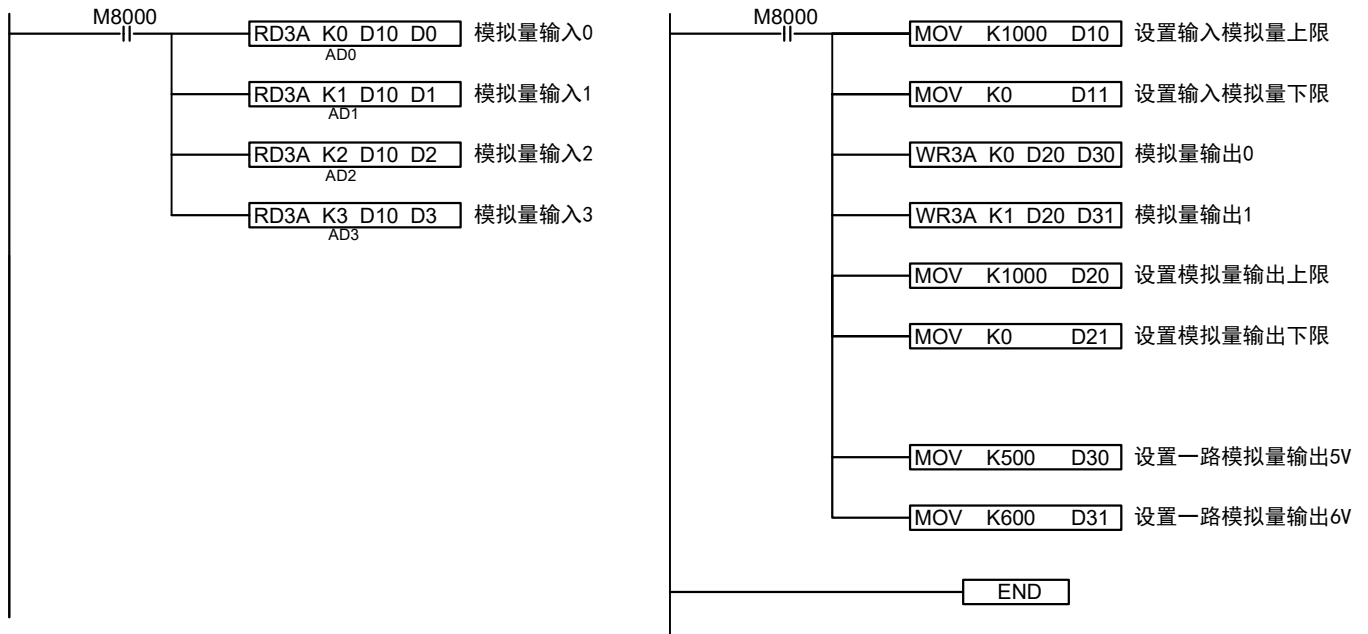 M8000
RD3A K0 D10 D0 模拟量输入0
AD0
RD3A K1 D10 D1 模拟量输入1
AD1
RD3A K2 D10 D2 模拟量输入2
AD2
RD3A K3 D10 D3 模拟量输入3
AD3
M8000
MOV K1000 D10 设置输入模拟量上限
MOV K0 D11 设置输入模拟量下限
WR3A K0 D20 D30 模拟量输出0
WR3A K1 D20 D31 模拟量输出1
MOV K1000 D20 设置模拟量输出上限
MOV K0 D21 设置模拟量输出下限
MOV K500 D30 设置一路模拟量输出5V
MOV K600 D31 设置一路模拟量输出6V
END